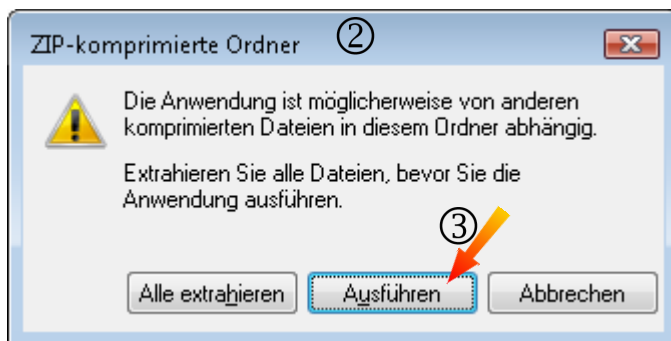 ZIP-komprimierte Ordner ②
Die Anwendung ist möglicherweise von anderen
komprimierten Dateien in diesem Ordner abhängig.
Extrahieren Sie alle Dateien, bevor Sie die
Anwendung ausführen.
③
Alle extrahieren Ausführen Abbrechen